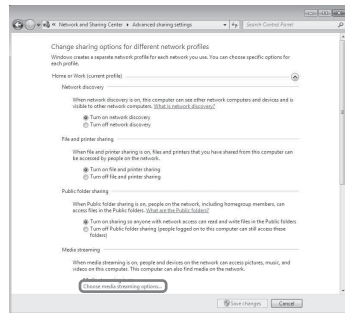 « Network and Sharing Center ▸ Advanced sharing settings
Search Control Panel
Change sharing options for different network profiles
Windows creates a separate network profile for each network you use. You can choose specific options for
each profile.
Home or Work (current profile)
Network discovery
When network discovery is on, this computer can see other network computers and devices and is
visible to other network computers. What is network discovery?
Turn on network discovery
Turn off network discovery
File and printer sharing
When file and printer sharing is on, files and printers that you have shared from this computer can
be accessed by people on the network.
Turn on file and printer sharing
Turn off file and printer sharing
Public folder sharing
When Public folder sharing is on, people on the network, including homegroup members, can
access files in the Public folders. What are the Public folders?
Turn on sharing so anyone with network access can read and write files in the Public folders
Turn off Public folder sharing (people logged on to this computer can still access these
folders)
Media streaming
When media streaming is on, people and devices on the network can access pictures, music, and
videos on this computer. This computer can also find media on the network.
Choose media streaming options...
Save changes
Cancel